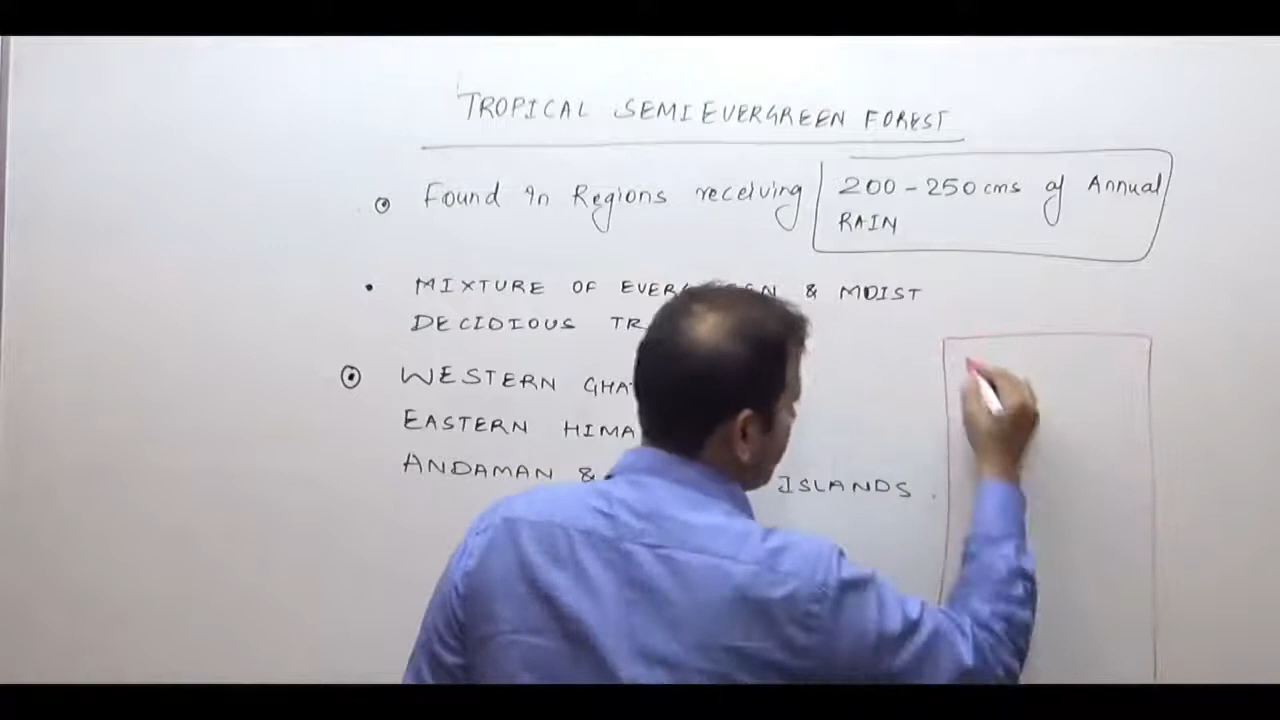 TROPICAL SEMI EVERGREEN FOREST
Found In Regions receiving 200 - 250 cms of Annual
RAIN
MIXTURE OF & MOIST
DECIDIOUS
WESTERN
EASTERN
ANDAMAN & ISLANDS